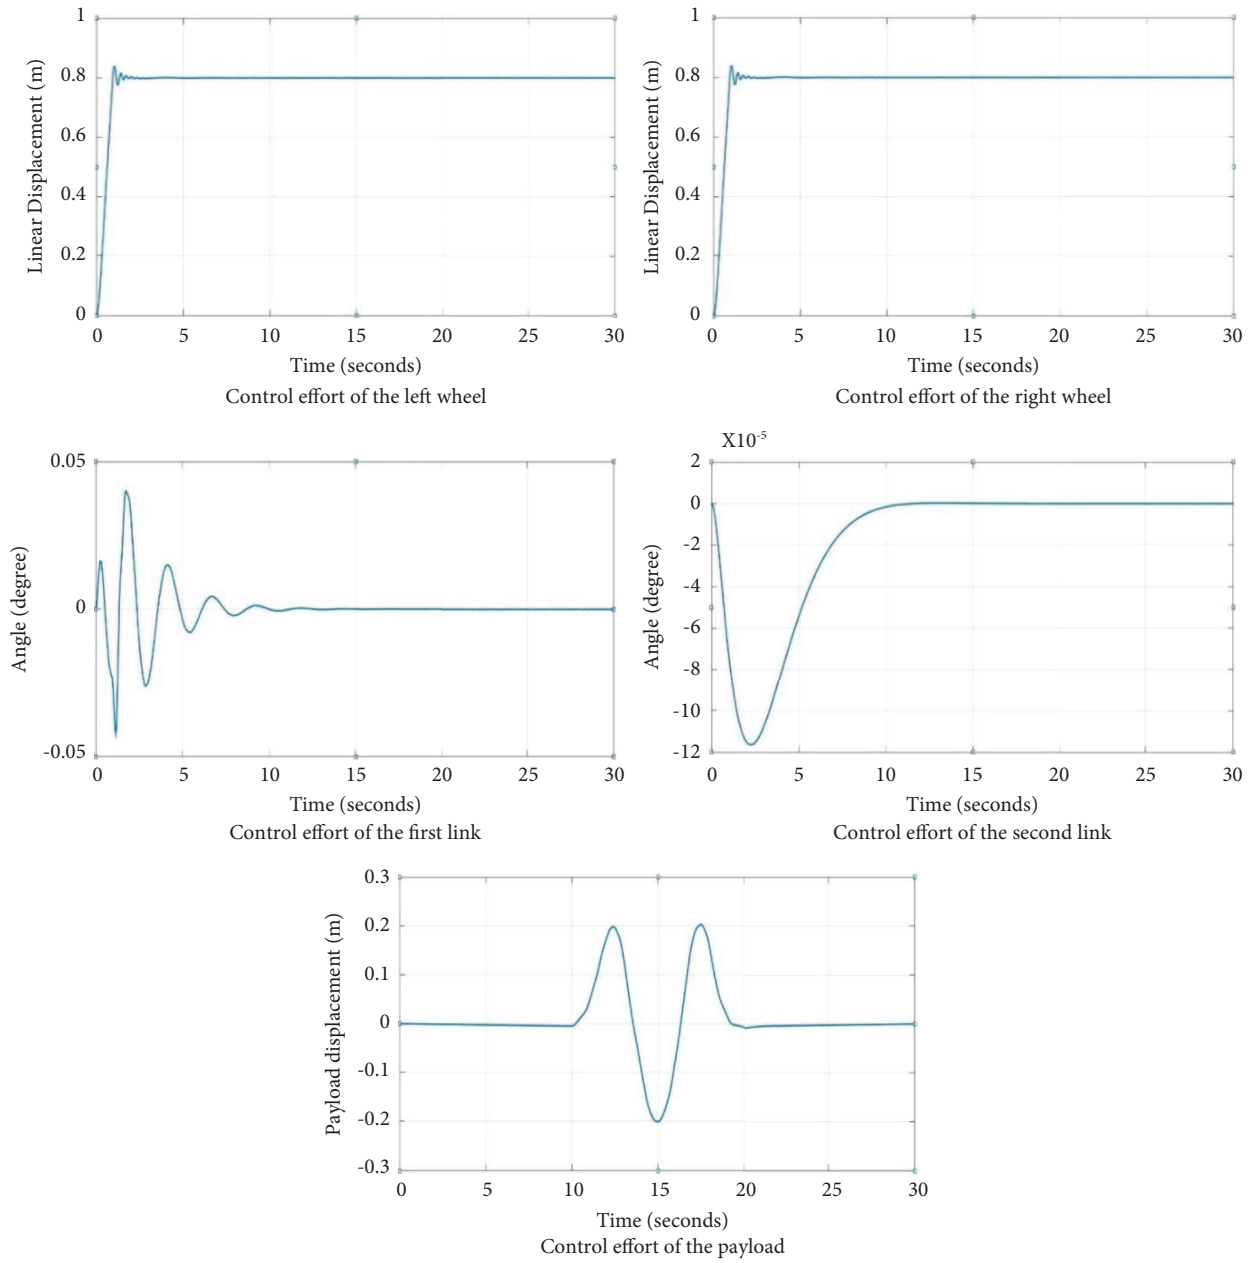 1
0.8
0.6
0.4
0.2
0
Linear Displacement (m)
0 5 10 15 20 25 30
Time (seconds)
Control effort of the left wheel
1
0.8
0.6
0.4
0.2
0
Linear Displacement (m)
0 5 10 15 20 25 30
Time (seconds)
Control effort of the right wheel
0.05
0
-0.05
Angle (degree)
0 5 10 15 20 25 30
Time (seconds)
Control effort of the first link
X10-5
2
0
-2
-4
-6
-8
-10
-12
Angle (degree)
0 5 10 15 20 25 30
Time (seconds)
Control effort of the second link
0.3
0.2
0.1
0
-0.1
-0.2
-0.3
Payload displacement (m)
0 5 10 15 20 25 30
Time (seconds)
Control effort of the payload